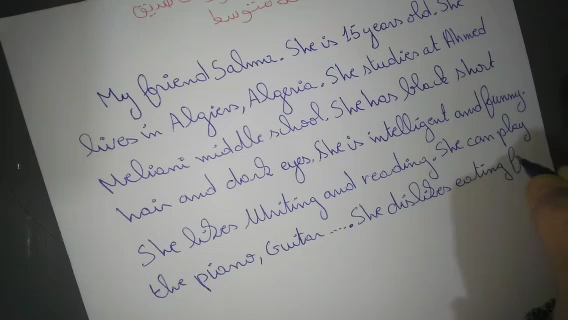 متوسط
My friend Salma. She is 15 years old. She
lives in Algiers, Algeria. She studies at Ahmed
Meliani middle school. She has black short
hair and dark eyes. She is intelligent and funny.
She likes Writing and reading. She can play
the piano, Guitar ..... She dislikes eating